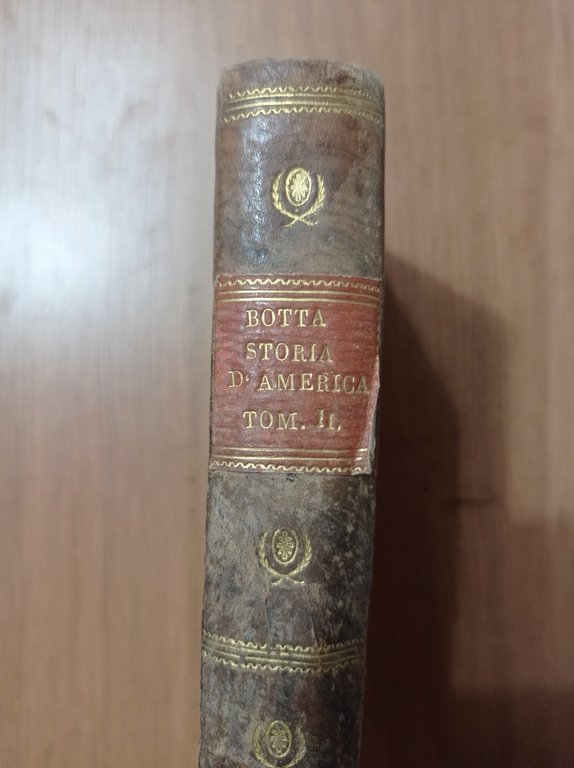 BOTTA
STORIA
D' AMERICA
TOM. II.